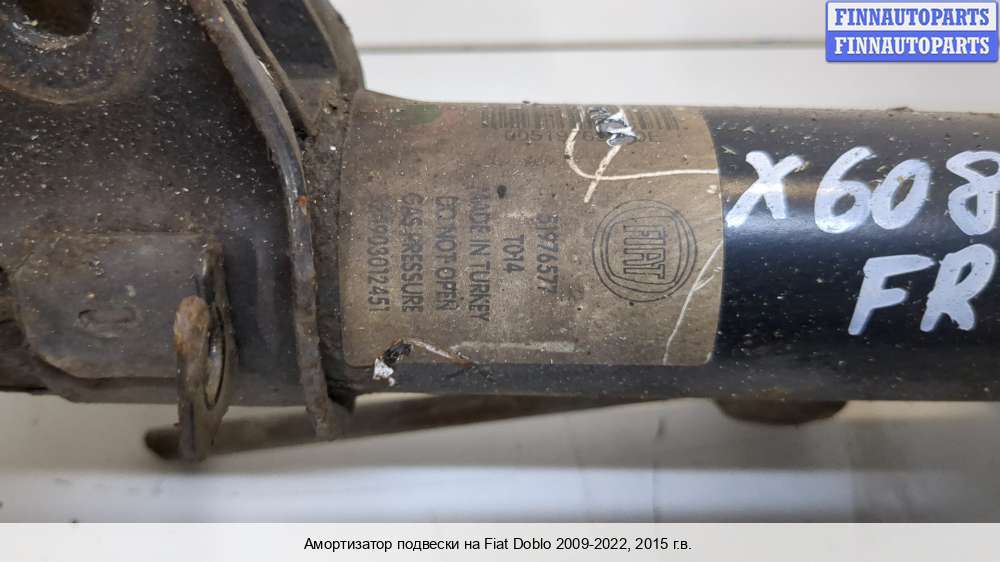 FINNAUTOPARTS
FINNAUTOPARTS
FIAT
51976577
T014
MADE IN TURKEY
DO NOT OPEN
GAS PRESSURE
X608
FR
Амортизатор подвески на Fiat Doblo 2009-2022, 2015 г.в.